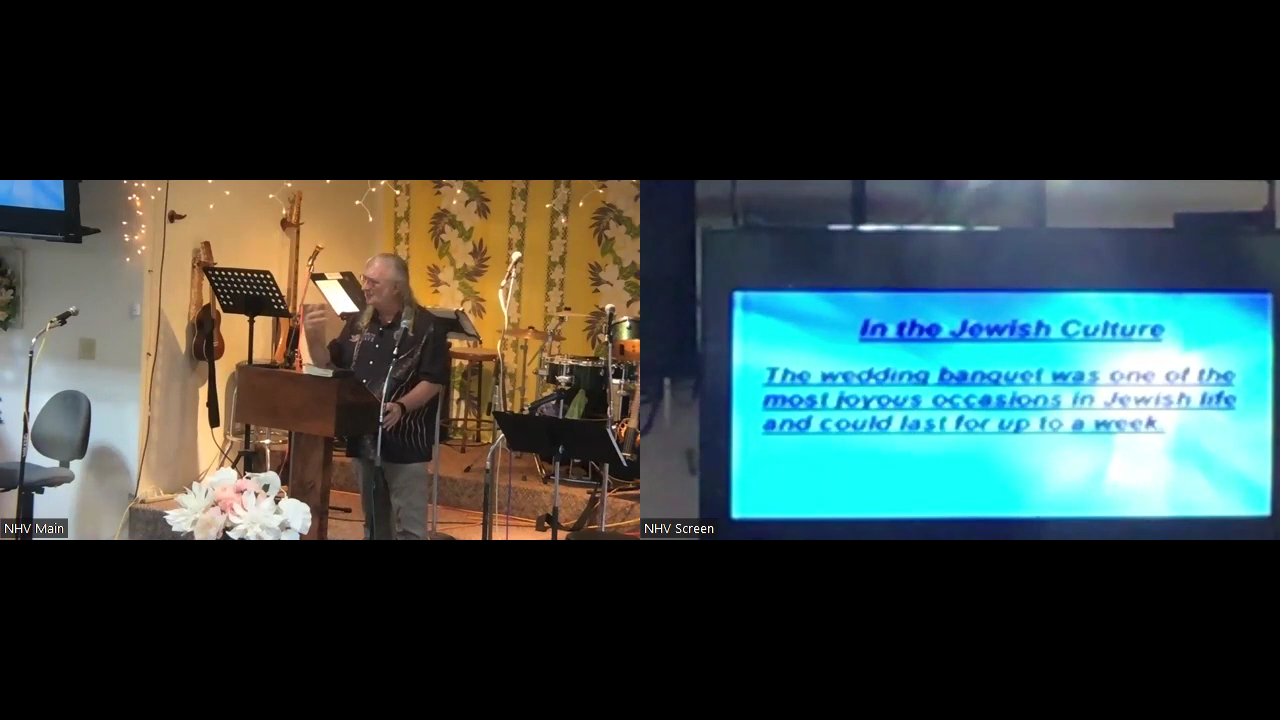 In the Jewish Culture
The wedding banquet was one of the
most joyous occasions in Jewish life
and could last for up to a week.
NHV Main
NHV Screen